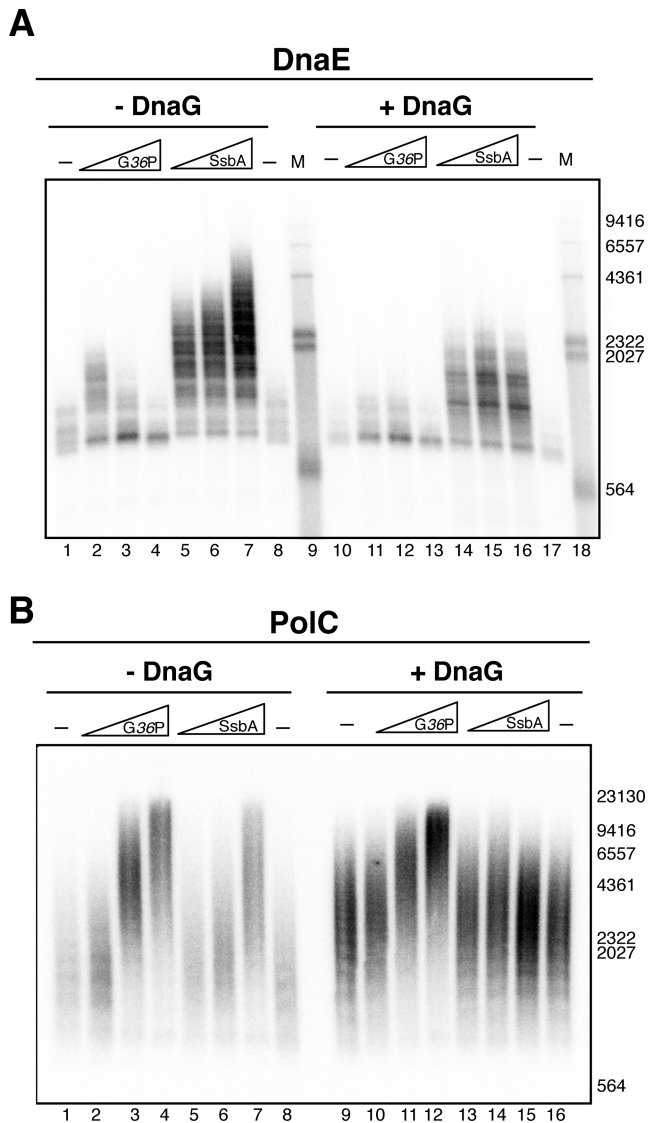 A
DnaE
- DnaG + DnaG
– G36P SsbA – M – G36P SsbA – M
9416
6557
4361
2322
2027
564
1 2 3 4 5 6 7 8 9 10 11 12 13 14 15 16 17 18
B
PolC
- DnaG + DnaG
– G36P SsbA – – G36P SsbA –
23130
9416
6557
4361
2322
2027
564
1 2 3 4 5 6 7 8 9 10 11 12 13 14 15 16